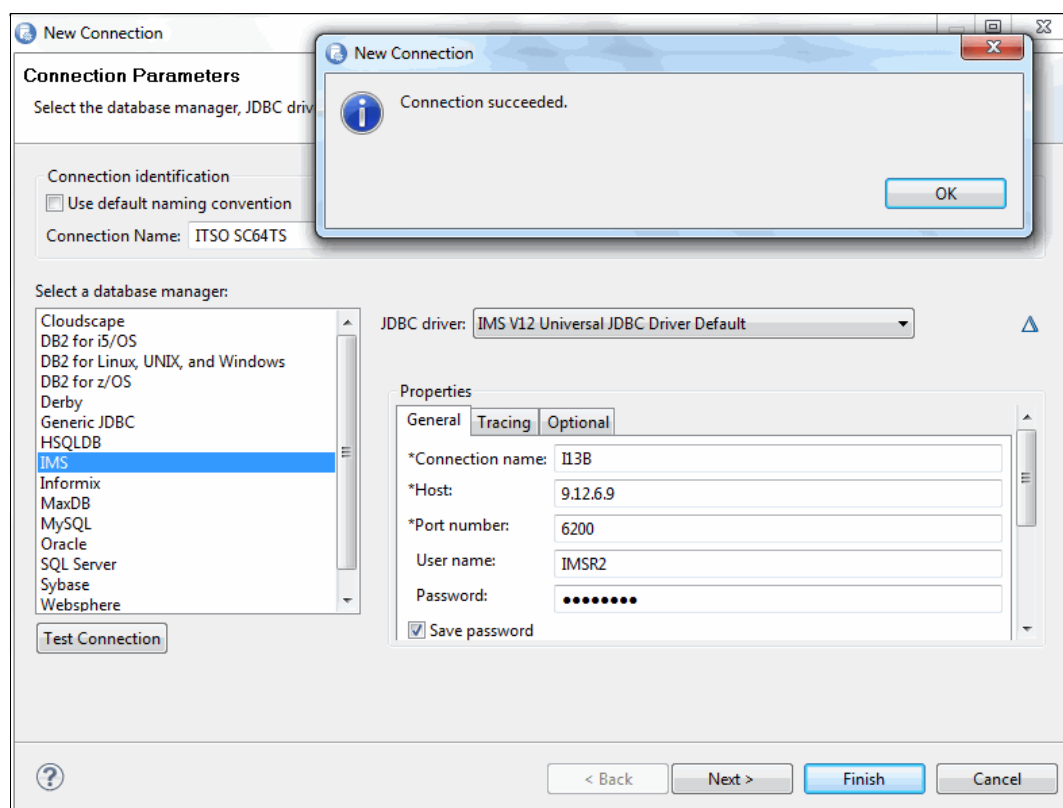 New Connection
Connection Parameters
Select the database manager, JDBC driv
New Connection
Connection succeeded.
OK
Connection identification
Use default naming convention
Connection Name: ITSO SC64TS
Select a database manager:
Cloudscape
DB2 for i5/OS
DB2 for Linux, UNIX, and Windows
DB2 for z/OS
Derby
Generic JDBC
HSQLDB
IMS
Informix
MaxDB
MySQL
Oracle
SQL Server
Sybase
Websphere
Test Connection
JDBC driver: IMS V12 Universal JDBC Driver Default
Properties
General Tracing Optional
*Connection name: I13B
*Host: 9.12.6.9
*Port number: 6200
User name: IMSR2
Password: ●●●●●●●●
Save password
? < Back Next > Finish Cancel